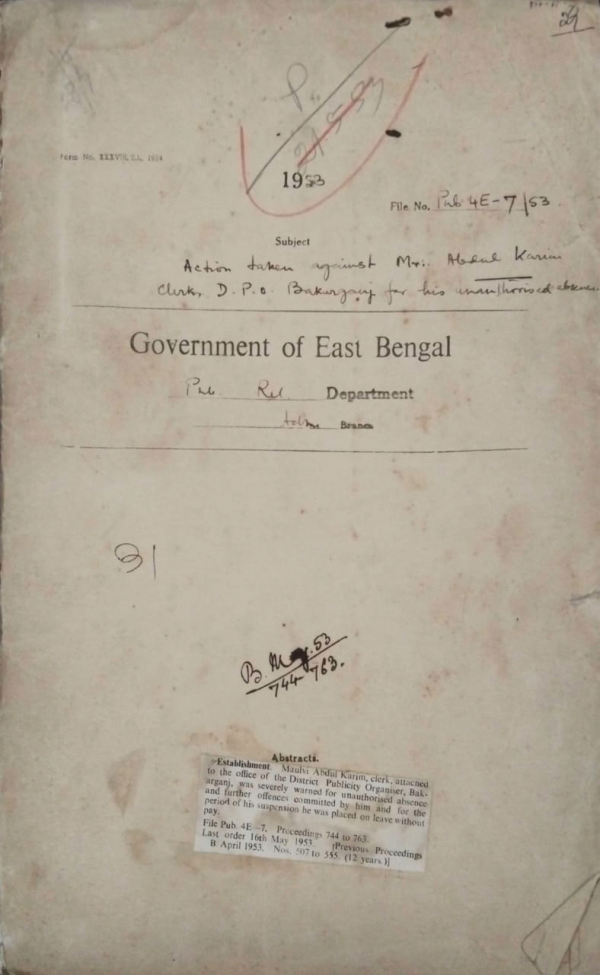 Form No. XXXVIII,
1953
File No. Pub 4E-7/53.
Subject
Action taken against Mr. Abdul Karim
Clerk, D.P.O. Bakerganj for his unauthorised absence
Government of East Bengal
Pub Rel Department
Branch
B. May.53
744-763.
Abstracts.
Establishment. Maulvi Abdul Karim, clerk, attached
to the office of the District Publicity Organiser, Bak-
arganj, was severely warned for unauthorised absence
and further offences committed by him and for the
period of his suspension he was placed on leave without
pay.
File Pub. 4E-7, Proceedings 744 to 763.
Last order 16th May 1953. [Previous Proceedings
B April 1953. Nos. 507 to 555. (12 years.)]